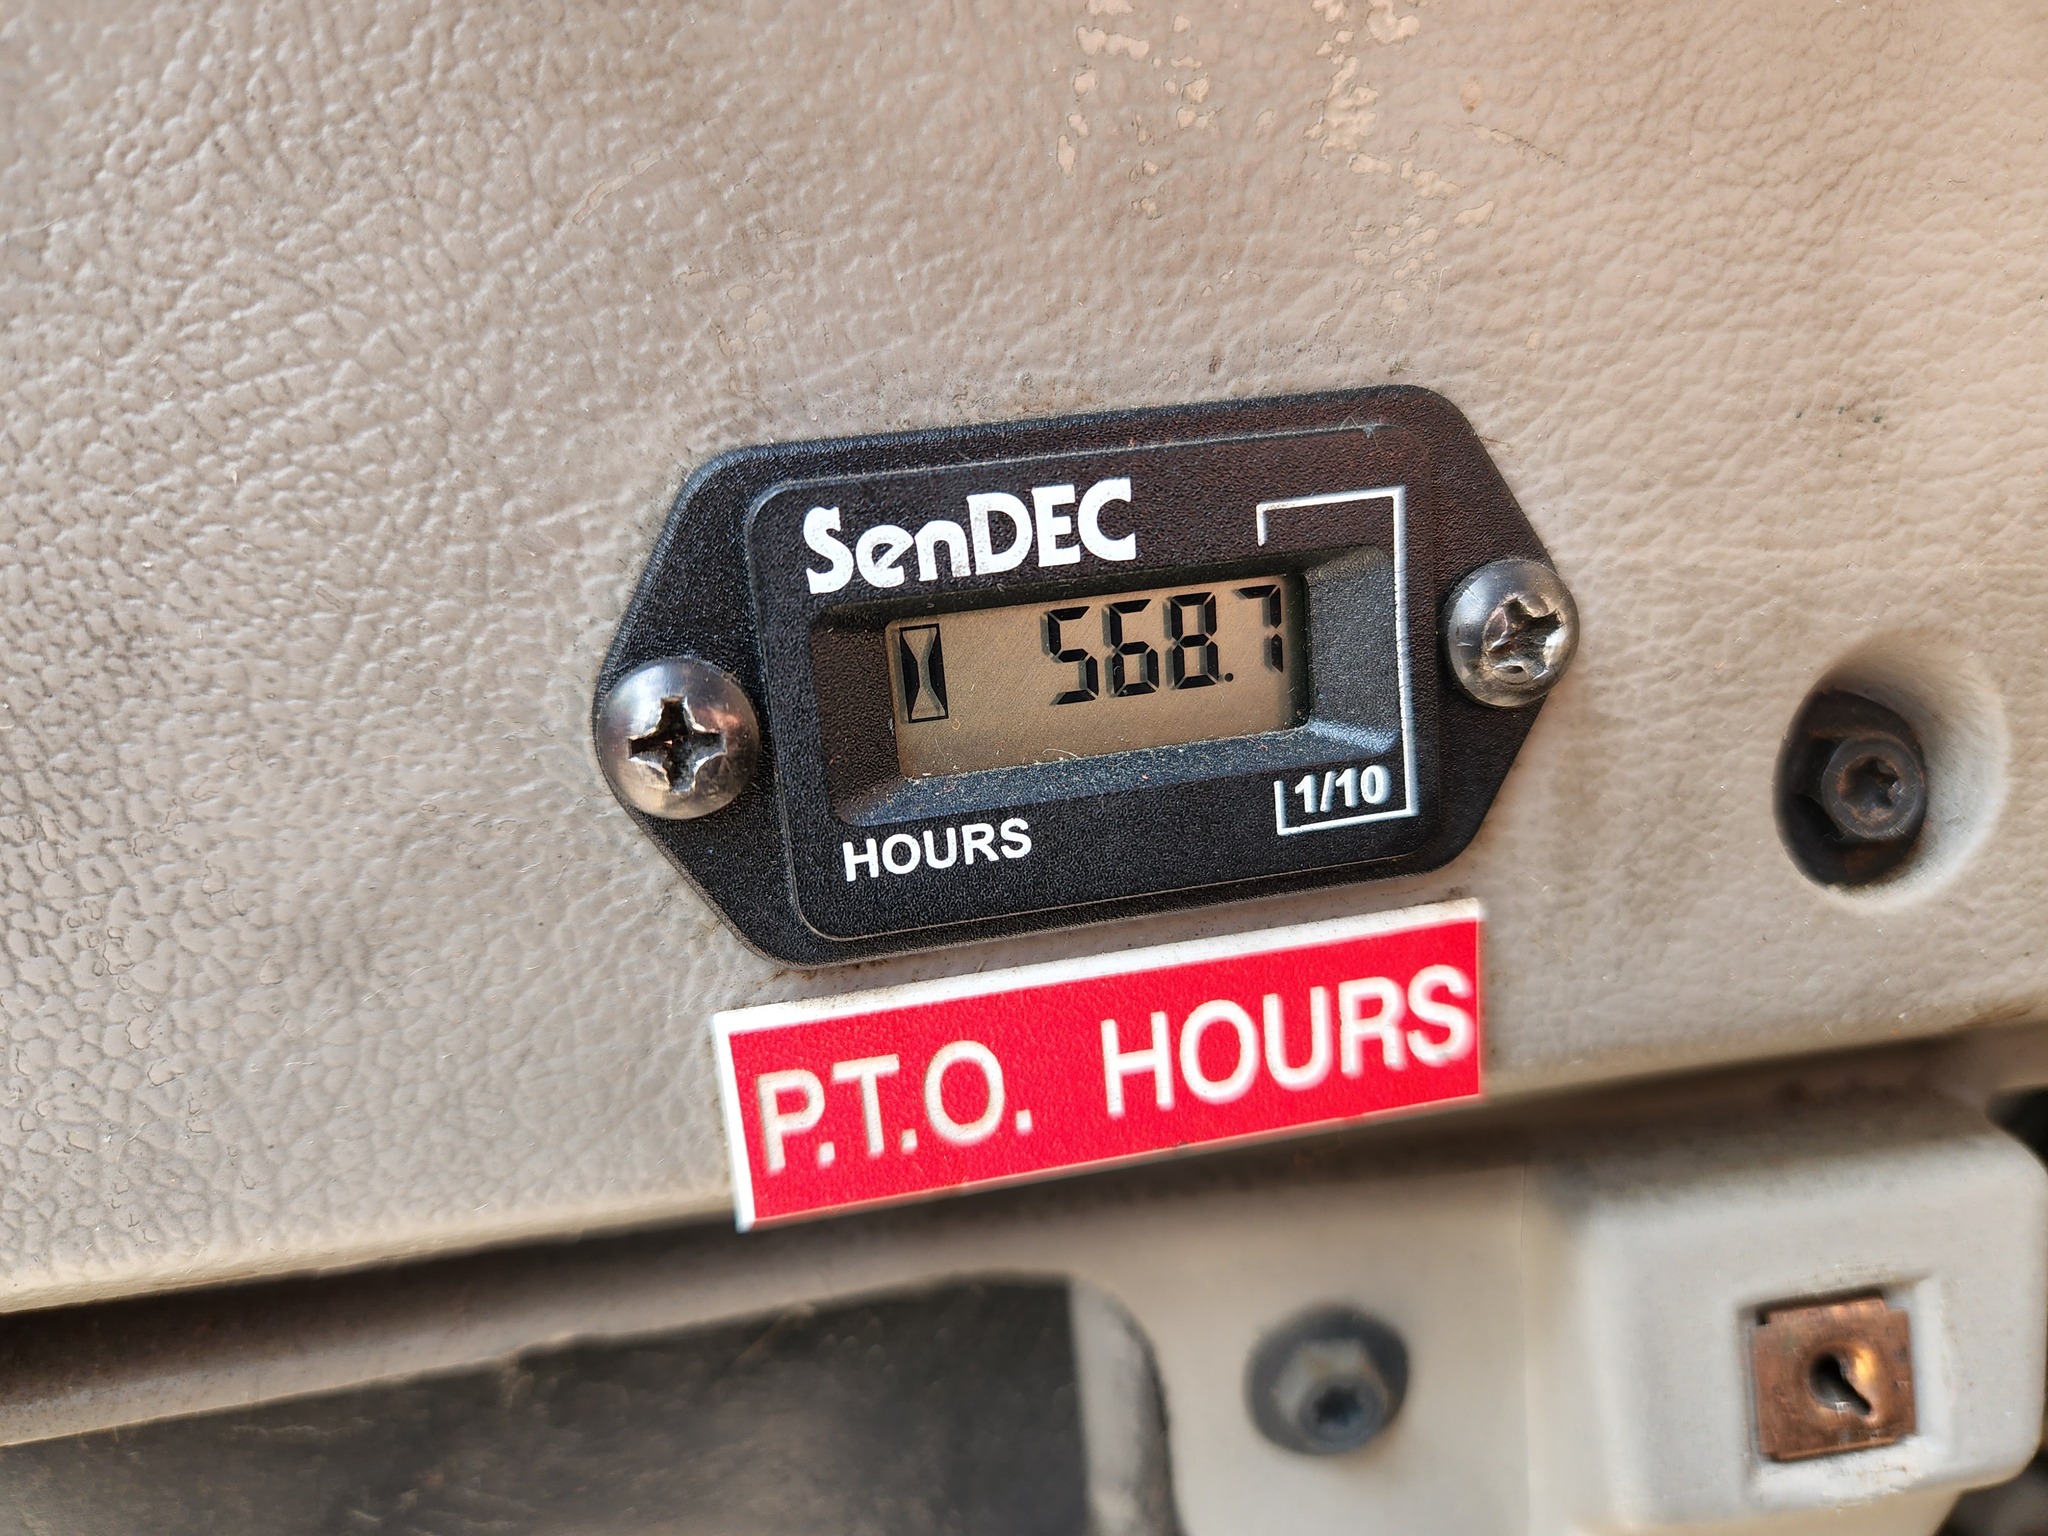 SenDEC
568.7
1/10
HOURS
P.T.O. HOURS